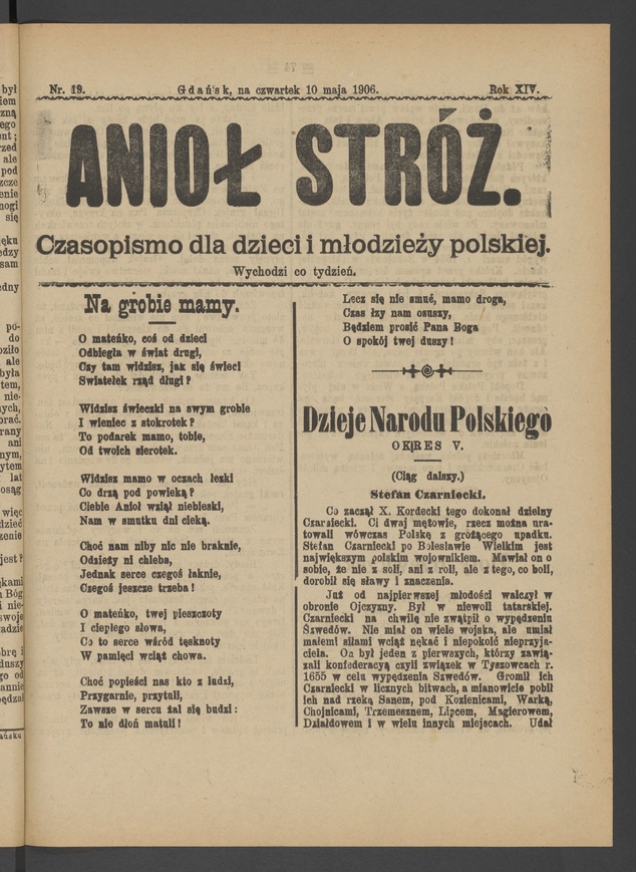 Nr. 19. Gdańsk, na czwartek 10 maja 1906. Rok XIV.
ANIOŁ STRÓŻ.
Czasopismo dla dzieci i młodzieży polskiej.
Wychodzi co tydzień.
Na grobie mamy.
O mateńko, coś od dzieci
Odbiegła w świat drugi,
Czy tam widzisz, jak się świeci
Światełek rząd długi?
Widzisz świeczki na swym grobie
I wieniec z stokrotek?
To podarek mamo, tobie,
Od twoich sierotek.
Widzisz mamo w oczach łezki
Co drżą pod powieką?
Ciebie Anioł wziął niebieski,
Nam w smutku dni cieką.
Choć nam niby nic nie braknie,
Odzieży ni chleba,
Jednak serce czegoś łaknie,
Czegoś jeszcze trzeba!
O mateńko, twej pieszczoty
I ciepłego słowa,
Co to serce wśród tęsknoty
W pamięci wciąż chowa.
Choć popieści nas kto z ludzi,
Przygarnie, przytuli,
Zawsze w sercu żal się budzi:
To nie dłoń matuli!
Lecz się nie smuć, mamo droga,
Czas łzy nam osuszy,
Będziem prosić Pana Boga
O spokój twej duszy!
Dzieje Narodu Polskiego
OKRES V.
(Ciąg dalszy.)
Stefan Czarniecki.
Co zaczął X. Kordecki tego dokonał dzielny
Czarniecki. Ci dwaj mężowie, rzecz można ura-
towali wówczas Polskę z grożącego upadku.
Stefan Czarniecki po Bolesławie Wielkim jest
największym polskim wojownikiem. Mawiał on o
sobie, że nie z soli, ani z roli, ale z tego, co boli,
dorobił się sławy i znaczenia.
Już od najpierwszej młodości walczył w
obronie Ojczyzny. Był w niewoli tatarskiej.
Czarniecki na chwilę nie zwątpił o wypędzeniu
Szwedów. Nie miał on wiele wojska, ale umiał
małemi siłami wciąż nękać i niepokoić nieprzyja-
ciela. On był jeden z pierwszych, którzy zawią-
zali konfederacyą czyli związek w Tyszowcach r.
1655 w celu wypędzenia Szwedów. Gromił ich
Czarniecki w licznych bitwach, a mianowicie pobił
ich nad rzeką Sanem, pod Kozienicami, Warką,
Chojnicami, Trzemesznem, Lipcem, Magierowem,
Działdowem i w wielu innych miejscach. Udał